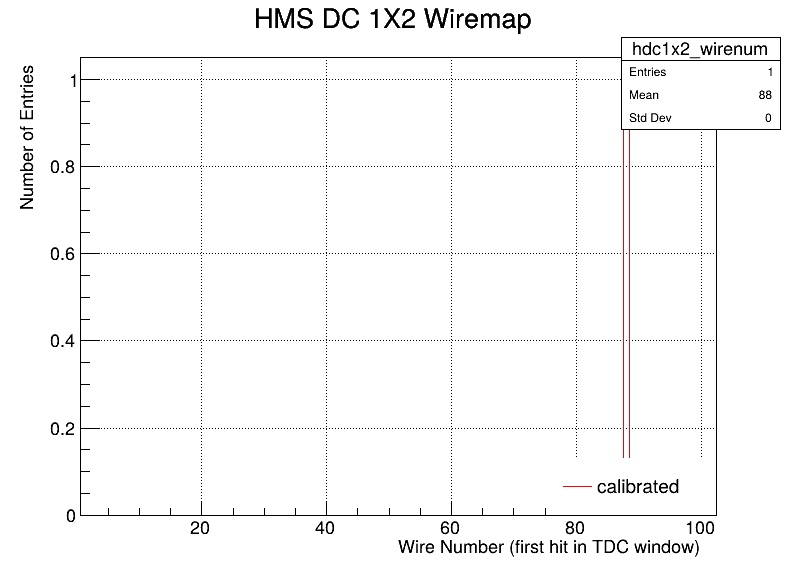 HMS DC 1X2 Wiremap
hdc1x2_wirenum
Entries 1
Mean 88
Std Dev 0
Number of Entries
1
0.8
0.6
0.4
0.2
0
calibrated
20 40 60 80 100
Wire Number (first hit in TDC window)